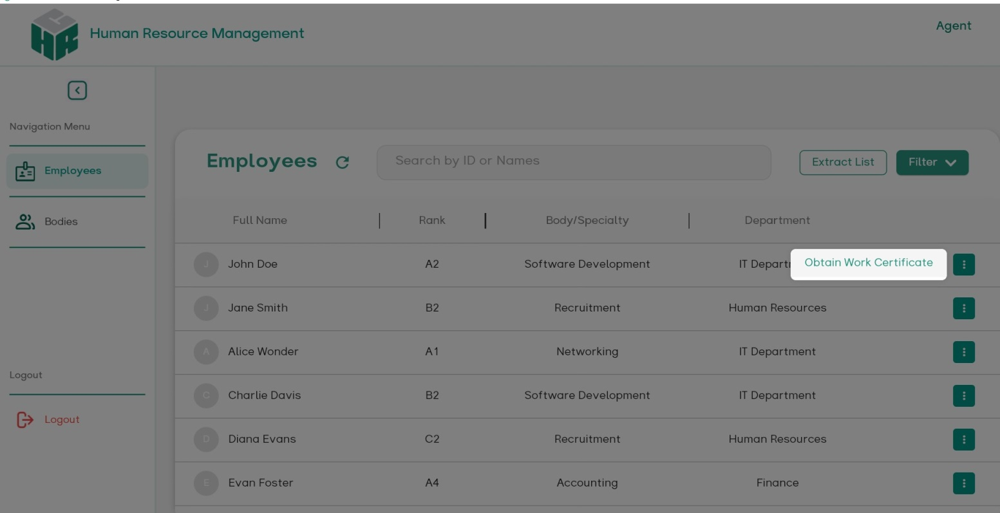 Human Resource Management
Agent
Navigation Menu
Employees
Bodies
Logout
Logout
Employees
Search by ID or Names
Extract List
Filter
Full Name | Rank | Body/Specialty | Department
J John Doe A2 Software Development IT Depart
Obtain Work Certificate
J Jane Smith B2 Recruitment Human Resources
A Alice Wonder A1 Networking IT Department
C Charlie Davis B2 Software Development IT Department
D Diana Evans C2 Recruitment Human Resources
E Evan Foster A4 Accounting Finance